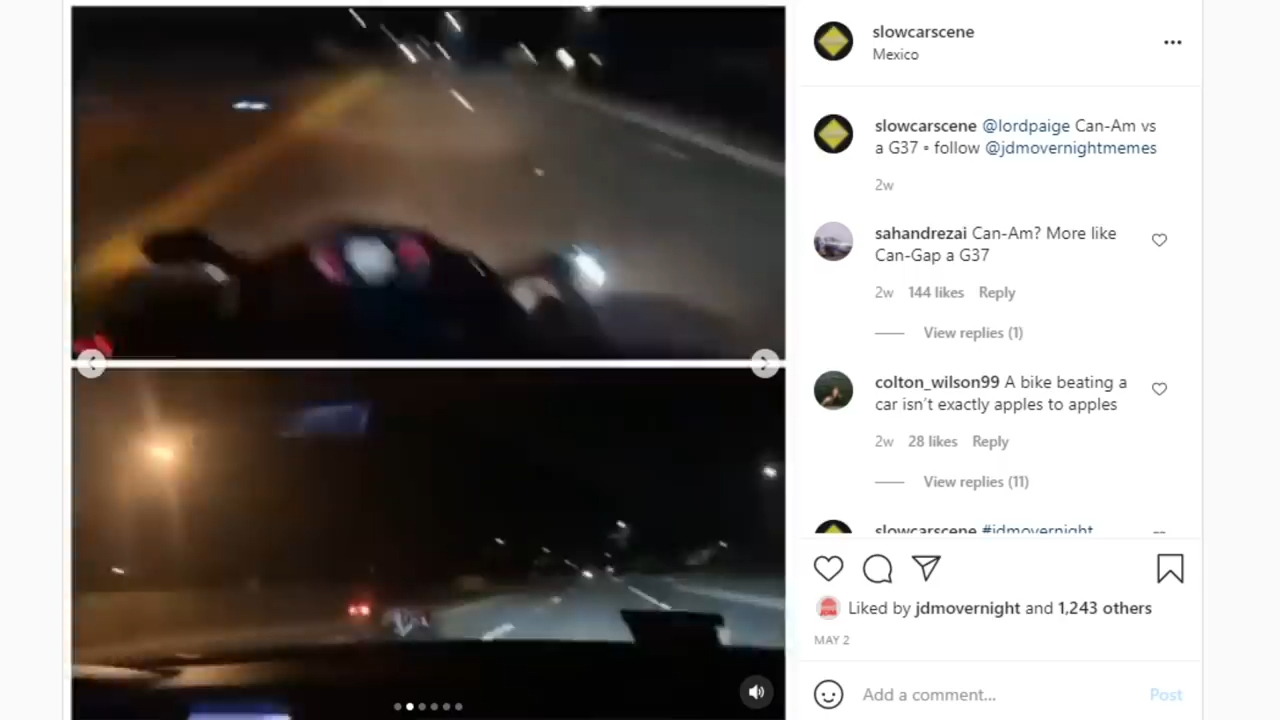 slowcarscene
Mexico
slowcarscene @lordpaige Can-Am vs
a G37 • follow @jdmovernightmemes
2w
sahandrezai Can-Am? More like
Can-Gap a G37
2w 144 likes Reply
View replies (1)
colton_wilson99 A bike beating a
car isn't exactly apples to apples
2w 28 likes Reply
View replies (11)
slowcarscene #jdmovernight
Liked by jdmovernight and 1,243 others
MAY 2
Add a comment... Post